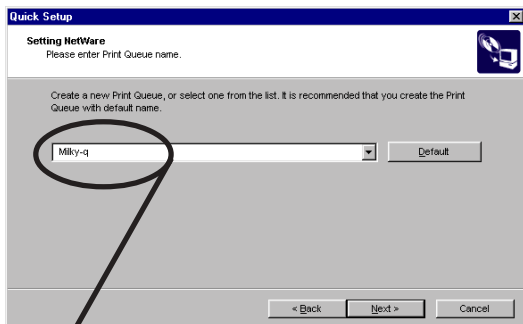 Quick Setup
Setting NetWare
Please enter Print Queue name.
Create a new Print Queue, or select one from the list. It is recommended that you create the Print
Queue with default name.
Milky-q
Default
< Back
Next >
Cancel